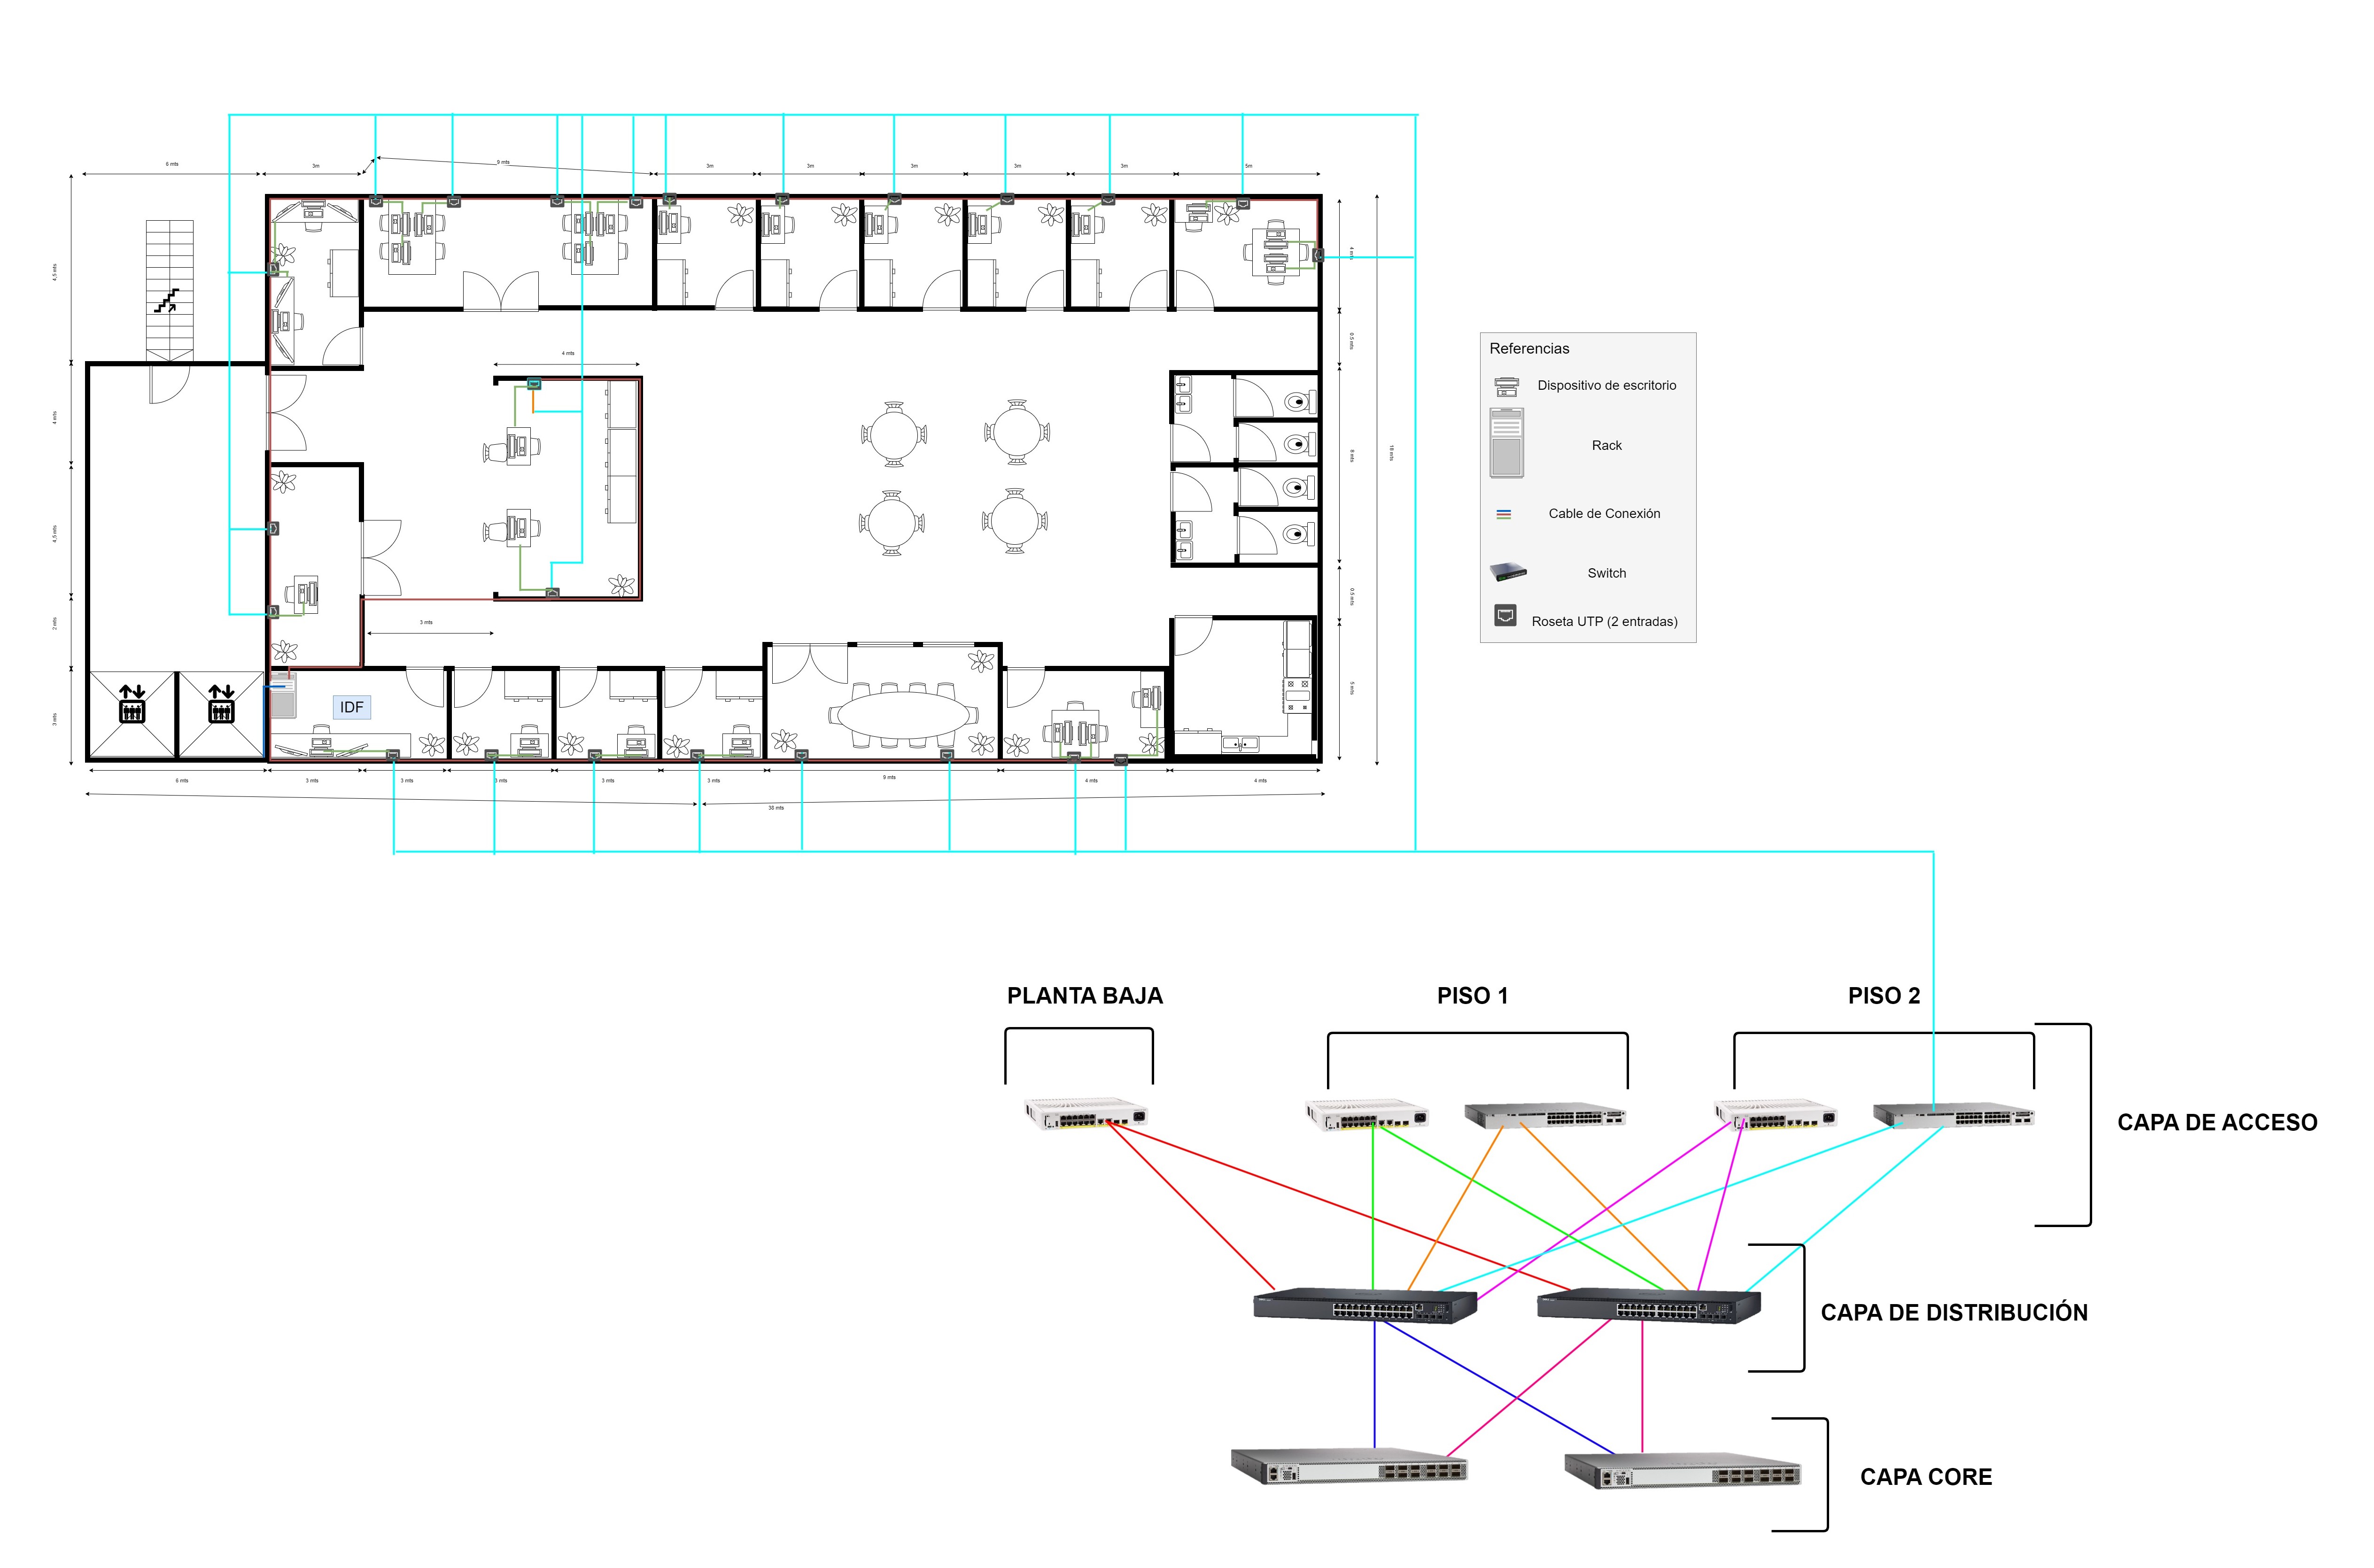 6 mts
3m
9 mts
3m
3m
3m
3m
3m
5m
4,5 mts
4 mts
4,5 mts
2 mts
3 mts
4 mts
0.5 mts
8 mts
0.5 mts
5 mts
18 mts
4 mts
3 mts
IDF
6 mts
3 mts
3 mts
3 mts
3 mts
3 mts
9 mts
4 mts
4 mts
38 mts
Referencias
Dispositivo de escritorio
Rack
Cable de Conexión
Switch
Roseta UTP (2 entradas)
PLANTA BAJA
PISO 1
PISO 2
CAPA DE ACCESO
CAPA DE DISTRIBUCIÓN
CAPA CORE